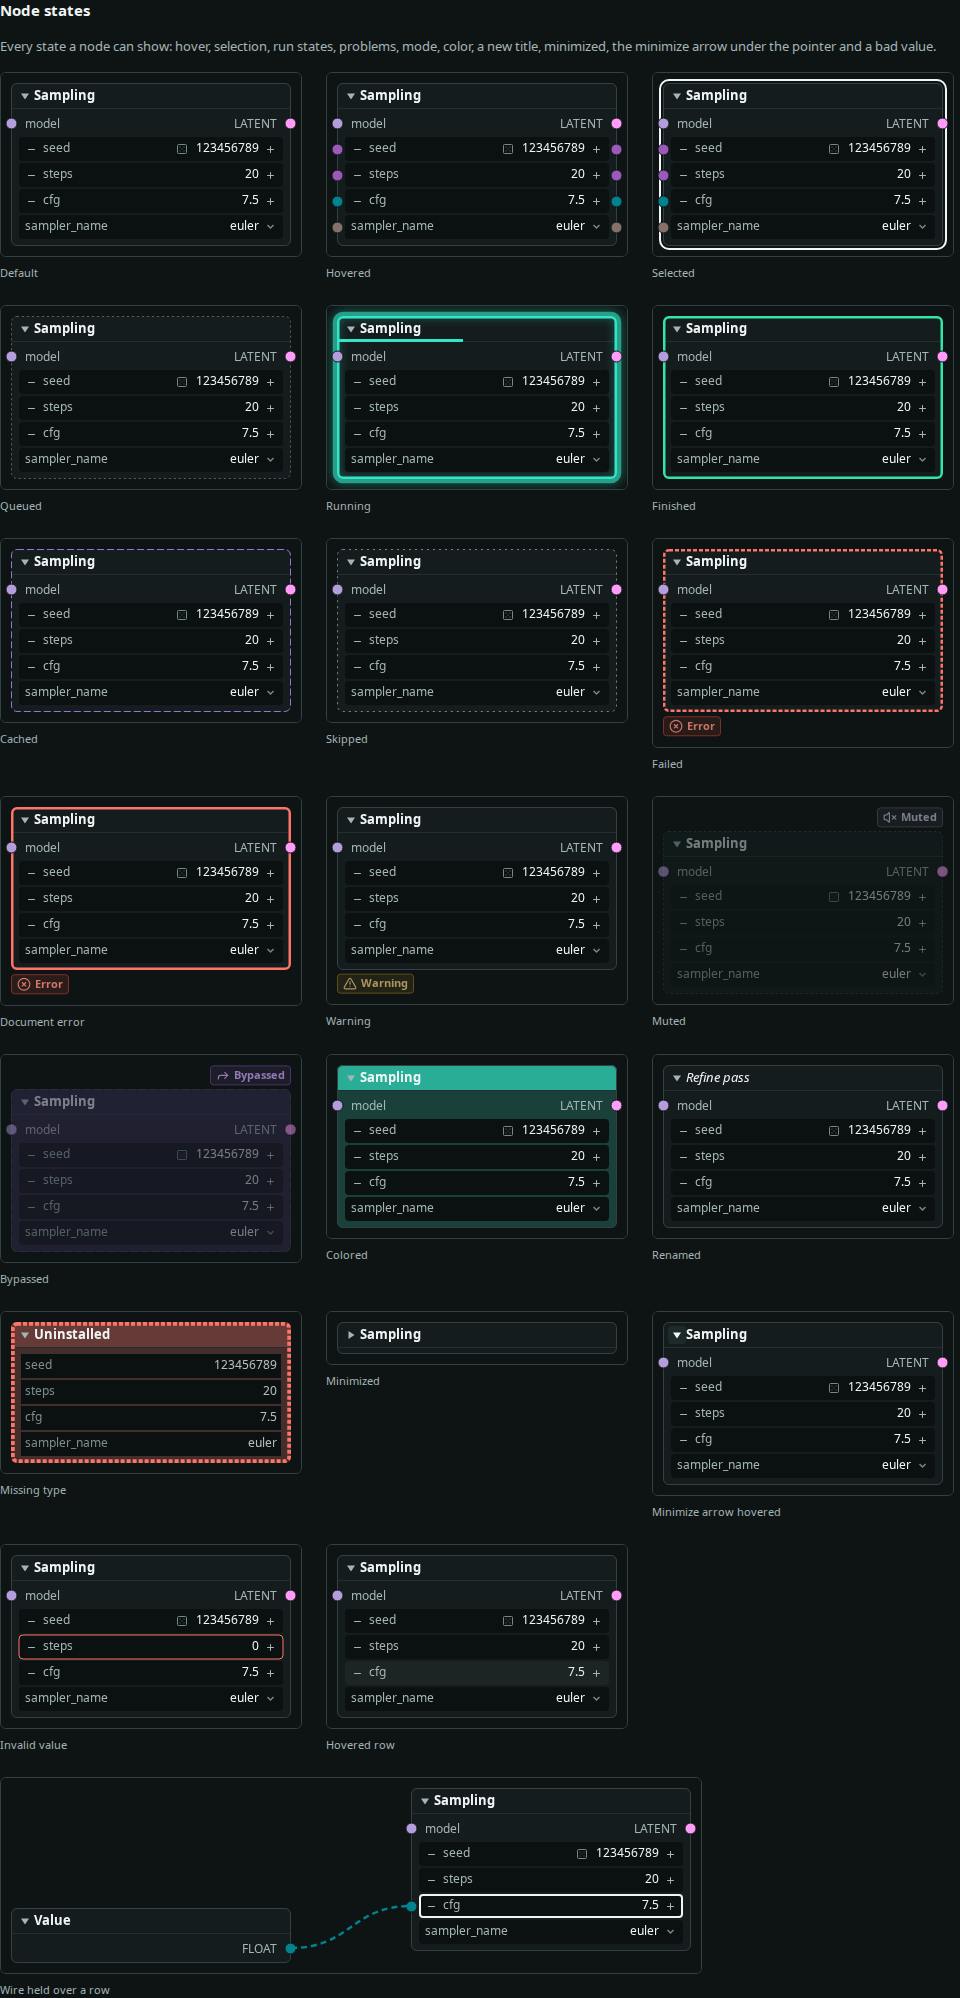 Node states
Every state a node can show: hover, selection, run states, problems, mode, color, a new title, minimized, the minimize arrow under the pointer and a bad value.
Sampling
model LATENT
– seed 123456789 +
– steps 20 +
– cfg 7.5 +
sampler_name euler
Default
Sampling
model LATENT
– seed 123456789 +
– steps 20 +
– cfg 7.5 +
sampler_name euler
Hovered
Sampling
model LATENT
– seed 123456789 +
– steps 20 +
– cfg 7.5 +
sampler_name euler
Selected
Sampling
model LATENT
– seed 123456789 +
– steps 20 +
– cfg 7.5 +
sampler_name euler
Queued
Sampling
model LATENT
– seed 123456789 +
– steps 20 +
– cfg 7.5 +
sampler_name euler
Running
Sampling
model LATENT
– seed 123456789 +
– steps 20 +
– cfg 7.5 +
sampler_name euler
Finished
Sampling
model LATENT
– seed 123456789 +
– steps 20 +
– cfg 7.5 +
sampler_name euler
Cached
Sampling
model LATENT
– seed 123456789 +
– steps 20 +
– cfg 7.5 +
sampler_name euler
Skipped
Sampling
model LATENT
– seed 123456789 +
– steps 20 +
– cfg 7.5 +
sampler_name euler
Error
Failed
Sampling
model LATENT
– seed 123456789 +
– steps 20 +
– cfg 7.5 +
sampler_name euler
Error
Document error
Sampling
model LATENT
– seed 123456789 +
– steps 20 +
– cfg 7.5 +
sampler_name euler
Warning
Warning
Muted
Sampling
model LATENT
– seed 123456789 +
– steps 20 +
– cfg 7.5 +
sampler_name euler
Muted
Bypassed
Sampling
model LATENT
– seed 123456789 +
– steps 20 +
– cfg 7.5 +
sampler_name euler
Bypassed
Sampling
model LATENT
– seed 123456789 +
– steps 20 +
– cfg 7.5 +
sampler_name euler
Colored
Refine pass
model LATENT
– seed 123456789 +
– steps 20 +
– cfg 7.5 +
sampler_name euler
Renamed
Uninstalled
seed 123456789
steps 20
cfg 7.5
sampler_name euler
Missing type
Sampling
Minimized
Sampling
model LATENT
– seed 123456789 +
– steps 20 +
– cfg 7.5 +
sampler_name euler
Minimize arrow hovered
Sampling
model LATENT
– seed 123456789 +
– steps 0 +
– cfg 7.5 +
sampler_name euler
Invalid value
Sampling
model LATENT
– seed 123456789 +
– steps 20 +
– cfg 7.5 +
sampler_name euler
Hovered row
Sampling
model LATENT
– seed 123456789 +
– steps 20 +
– cfg 7.5 +
sampler_name euler
Value
FLOAT
Wire held over a row